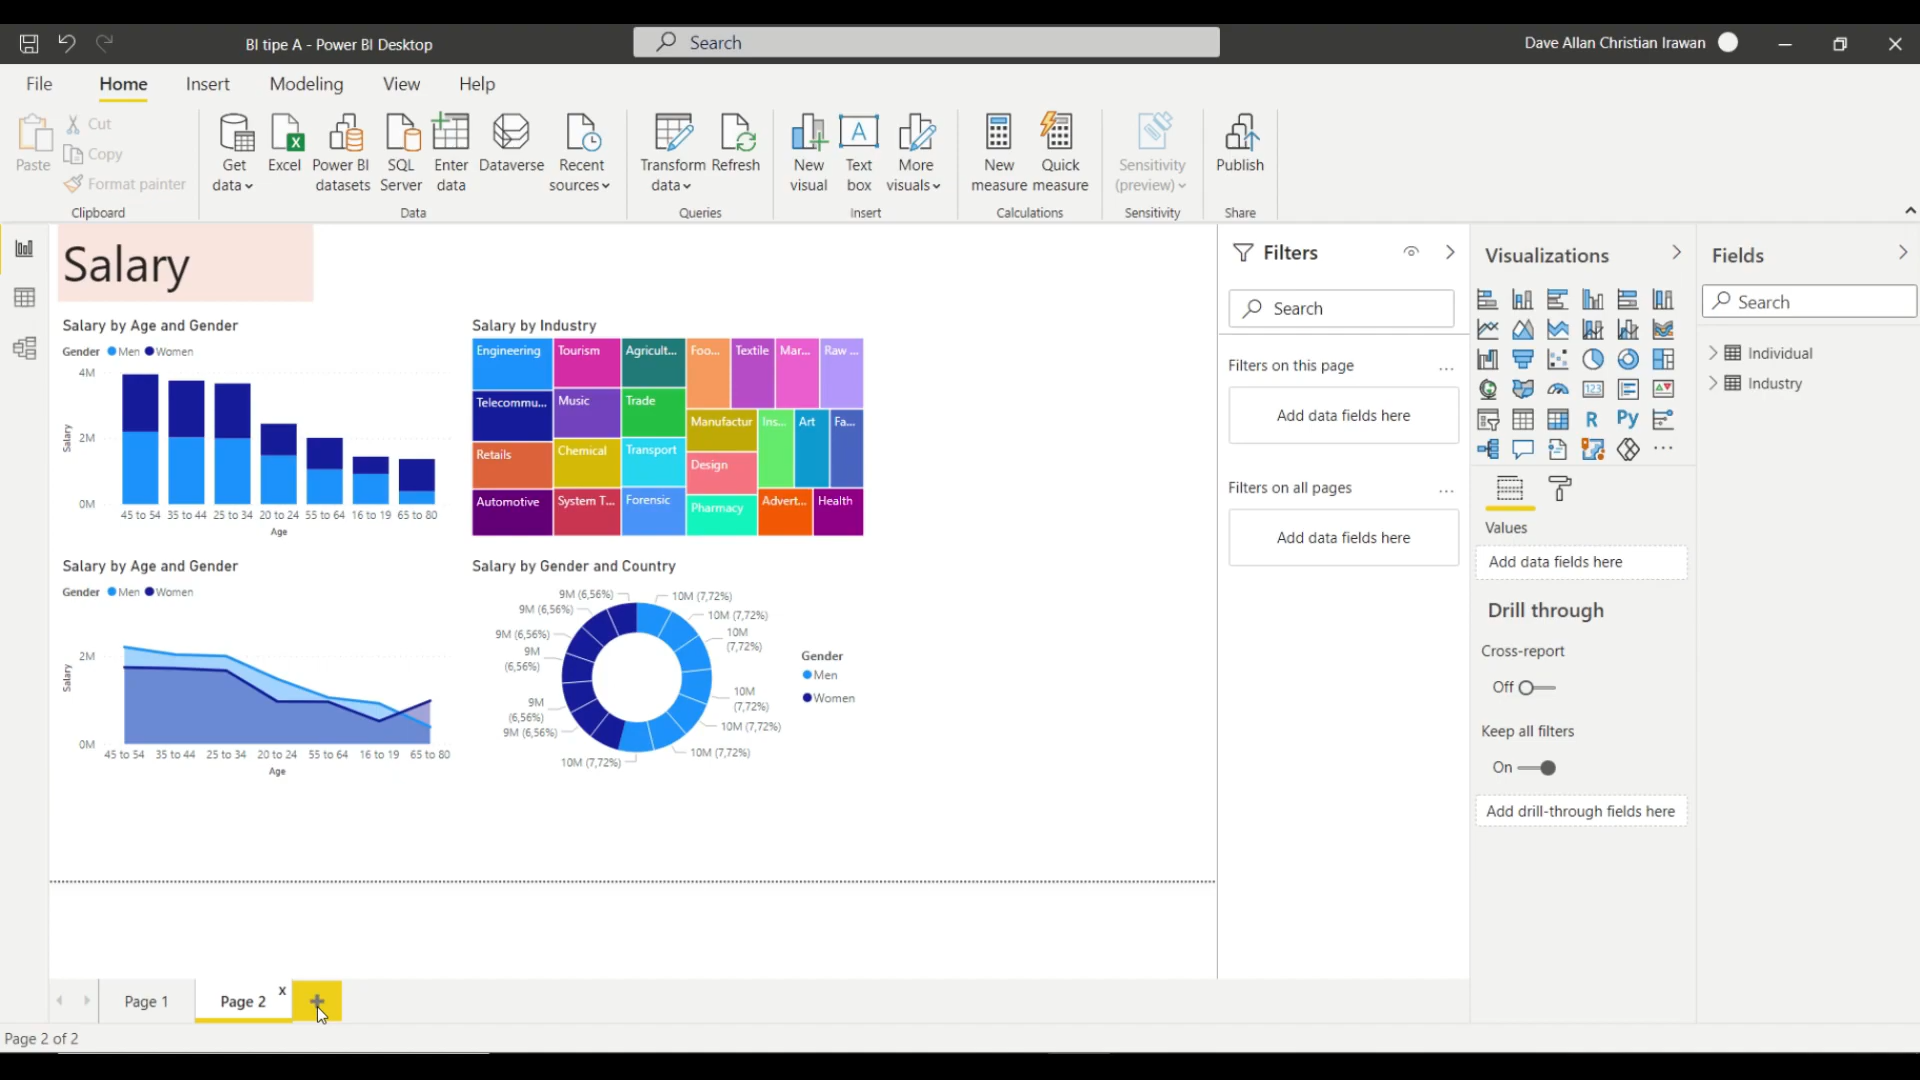 BI tipe A - Power BI Desktop
Search
Dave Allan Christian Irawan
File
Home
Insert
Modeling
View
Help
Paste
Cut
Copy
Format painter
Clipboard
Get
data
Excel
Power BI
datasets
SQL
Server
Enter
data
Dataverse
Recent
sources
Data
Transform
data
Refresh
Queries
New
visual
Text
box
More
visuals
Insert
New
measure
Quick
measure
Calculations
Sensitivity
(preview)
Sensitivity
Publish
Share
Salary
Salary by Age and Gender
Gender Men Women
4M
2M
0M
Salary
45 to 54 35 to 44 25 to 34 20 to 24 55 to 64 16 to 19 65 to 80
Age
Salary by Industry
Engineering
Tourism
Agricult...
Foo...
Textile
Mar...
Raw ...
Telecommu...
Music
Trade
Manufactur
Ins...
Art
Fa...
Retails
Chemical
Transport
Design
Automotive
System T...
Forensic
Pharmacy
Advert...
Health
Salary by Age and Gender
Gender Men Women
2M
0M
Salary
45 to 54 35 to 44 25 to 34 20 to 24 55 to 64 16 to 19 65 to 80
Age
Salary by Gender and Country
9M (6,56%)
10M (7,72%)
9M (6,56%)
10M (7,72%)
9M (6,56%)
10M
(7,72%)
9M
(6,56%)
10M
(7,72%)
9M
(6,56%)
10M (7,72%)
9M (6,56%)
10M (7,72%)
10M (7,72%)
Gender
Men
Women
Filters
Search
Filters on this page
...
Add data fields here
Filters on all pages
...
Add data fields here
Visualizations
123
R
Py
...
Values
Add data fields here
Drill through
Cross-report
Off
Keep all filters
On
Add drill-through fields here
Fields
Search
Individual
Industry
Page 1
Page 2
x
+
Page 2 of 2